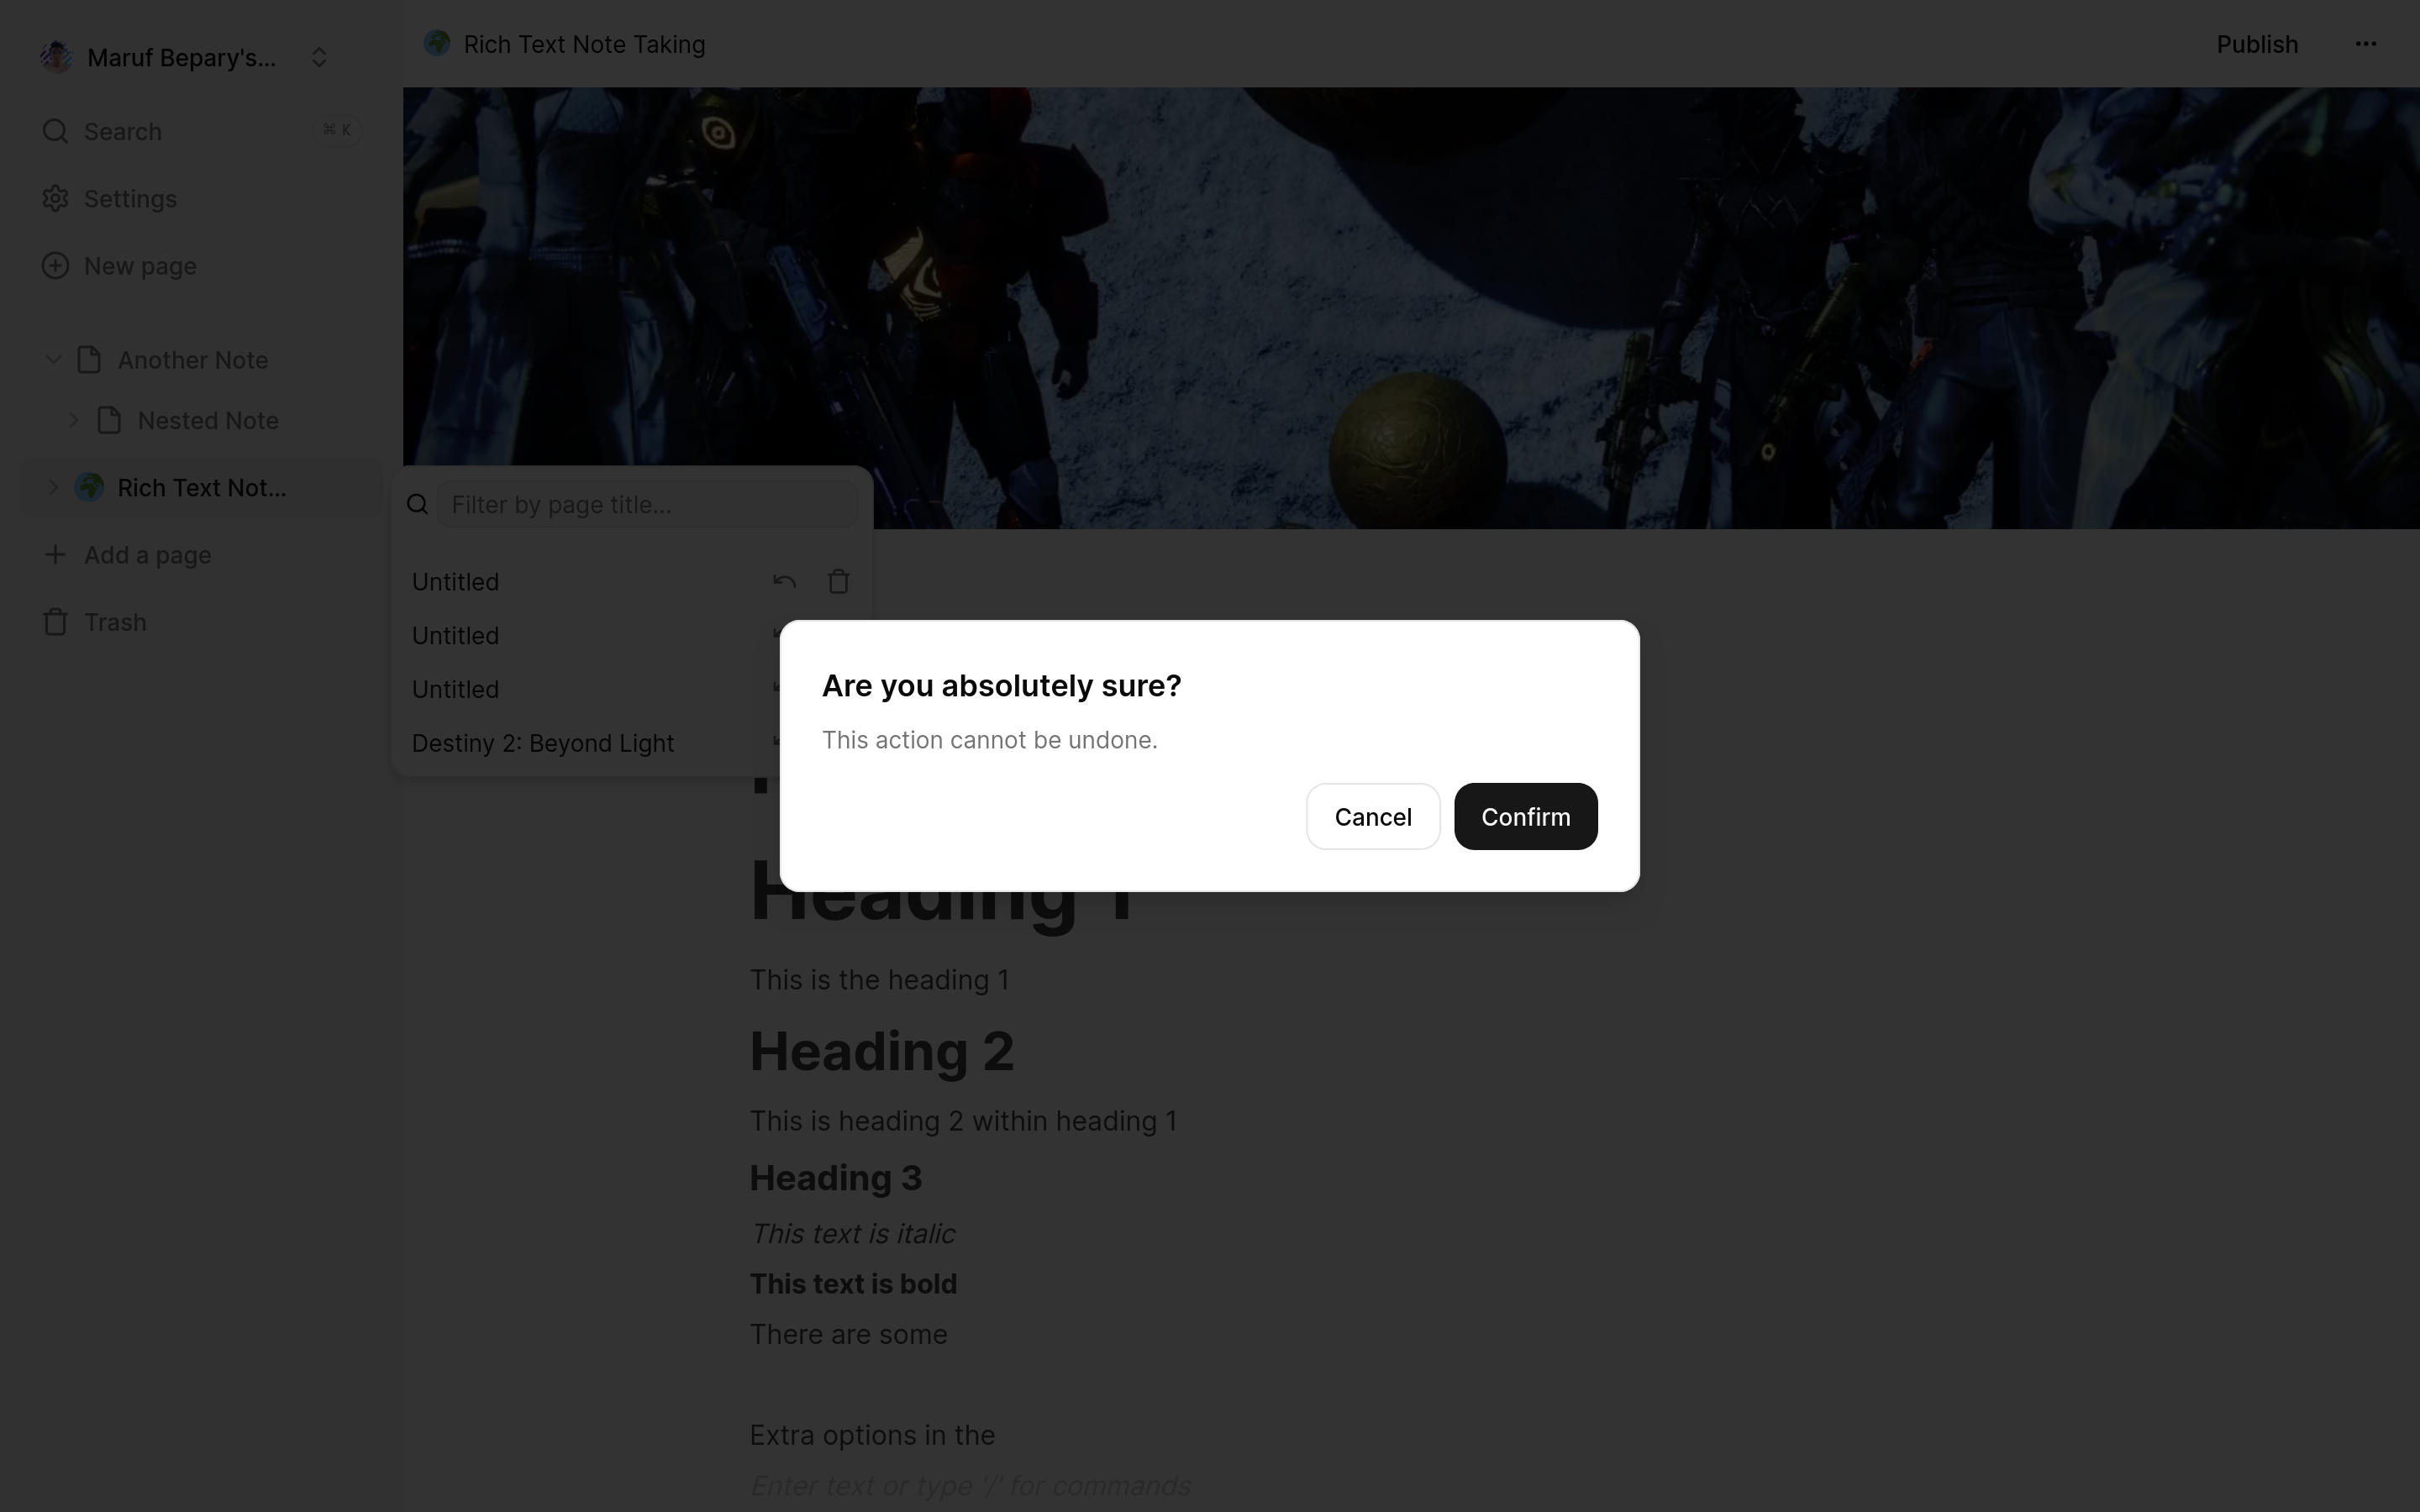 Maruf Bepary's...
Search ⌘ K
Settings
New page
Another Note
Nested Note
Rich Text Not...
Add a page
Trash
Rich Text Note Taking
Publish
Filter by page title...
Untitled
Untitled
Untitled
Destiny 2: Beyond Light
Are you absolutely sure?
This action cannot be undone.
Cancel Confirm
Heading 1
This is the heading 1
Heading 2
This is heading 2 within heading 1
Heading 3
This text is italic
This text is bold
There are some
Extra options in the
Enter text or type '/' for commands